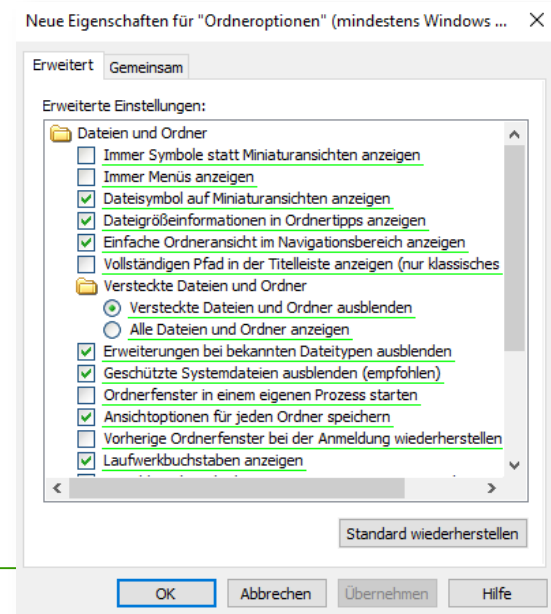 Neue Eigenschaften für "Ordneroptionen" (mindestens Windows ...
Erweitert
Gemeinsam
Erweiterte Einstellungen:
Dateien und Ordner
Immer Symbole statt Miniaturansichten anzeigen
Immer Menüs anzeigen
Dateisymbol auf Miniaturansichten anzeigen
Dateigrößeinformationen in Ordnertipps anzeigen
Einfache Ordneransicht im Navigationsbereich anzeigen
Vollständigen Pfad in der Titelleiste anzeigen (nur klassisches
Versteckte Dateien und Ordner
Versteckte Dateien und Ordner ausblenden
Alle Dateien und Ordner anzeigen
Erweiterungen bei bekannten Dateitypen ausblenden
Geschützte Systemdateien ausblenden (empfohlen)
Ordnerfenster in einem eigenen Prozess starten
Ansichtoptionen für jeden Ordner speichern
Vorherige Ordnerfenster bei der Anmeldung wiederherstellen
Laufwerkbuchstaben anzeigen
Standard wiederherstellen
OK
Abbrechen
Übernehmen
Hilfe